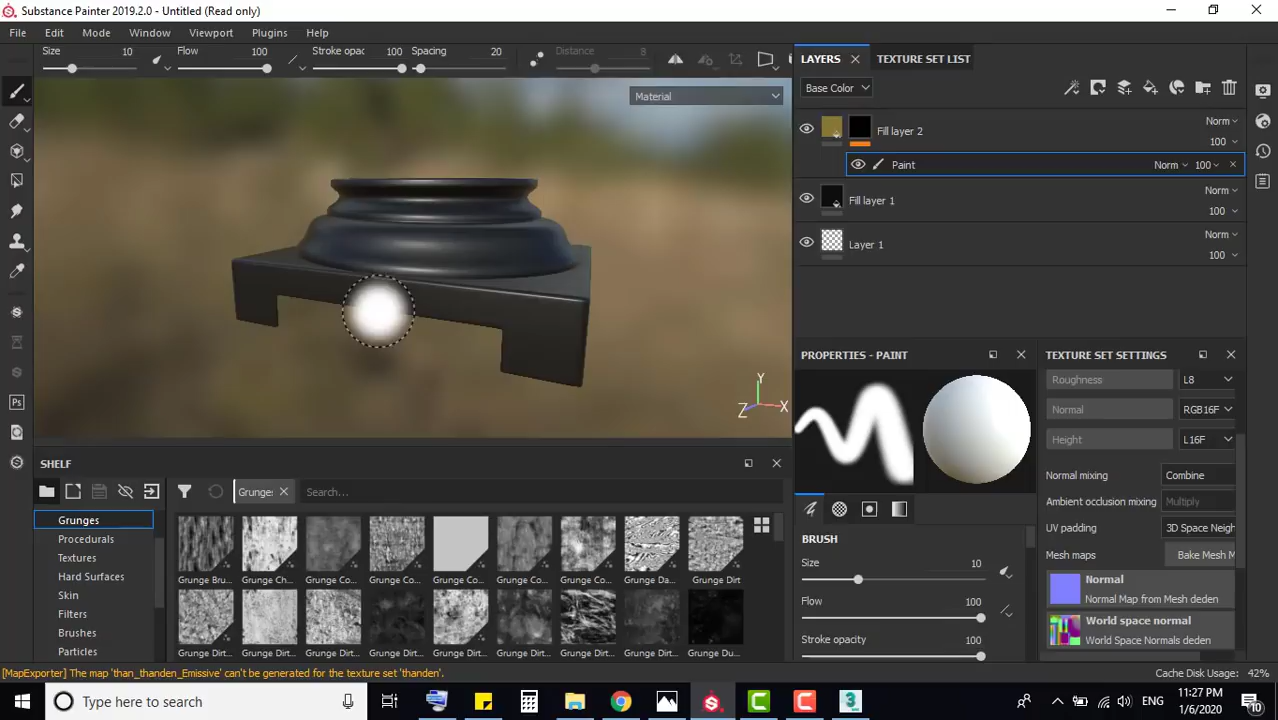 Substance Painter 2019.2.0 - Untitled (Read only)
File Edit Mode Window Viewport Plugins Help
Size 10 Flow 100 Stroke opac 100 Spacing 20 Distance 8
Material
LAYERS TEXTURE SET LIST
Base Color
Norm
Fill layer 2
100
Paint Norm 100
Norm
Fill layer 1
100
Norm
Layer 1
100
Y
Z X
PROPERTIES - PAINT
TEXTURE SET SETTINGS
Roughness L8
Normal RGB16F
Height L16F
Normal mixing Combine
Ambient occlusion mixing Multiply
UV padding 3D Space Neigh
Mesh maps Bake Mesh M
Normal
Normal Map from Mesh deden
World space normal
World Space Normals deden
BRUSH
Size 10
Flow 100
Stroke opacity 100
SHELF
Grunges Search...
Grunges
Procedurals
Textures
Hard Surfaces
Skin
Filters
Brushes
Particles
Grunge Bru... Grunge Ch... Grunge Co... Grunge Co... Grunge Co... Grunge Co... Grunge Co... Grunge Da... Grunge Dirt
Grunge Dirt... Grunge Dirt... Grunge Dirt... Grunge Dirt... Grunge Dirt... Grunge Dirt... Grunge Dirt... Grunge Dirt... Grunge Du...
[MapExporter] The map 'than_thanden_Emissive' can't be generated for the texture set 'thanden'.
Cache Disk Usage: 42%
Ps
Type here to search
ENG
11:27 PM
1/6/2020
10